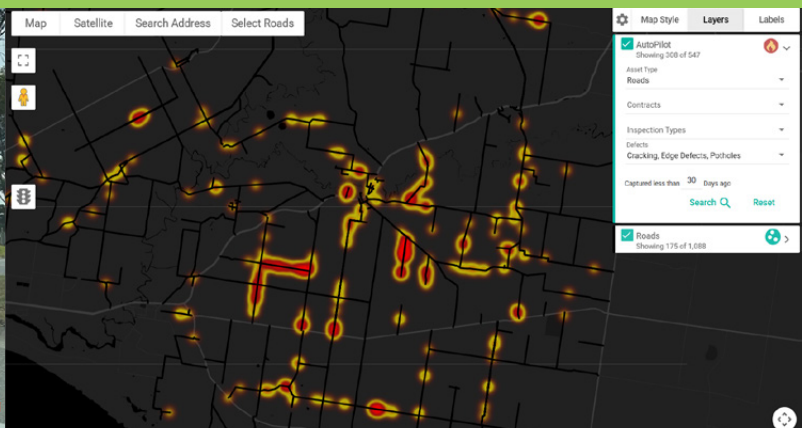 Map Satellite Search Address Select Roads
Map Style Layers Labels
AutoPilot
Showing 308 of 547
Asset Type
Roads
Contracts
Inspection Types
Defects
Cracking, Edge Defects, Potholes
Captured less than 30 Days ago
Search Reset
Roads
Showing 175 of 1,088